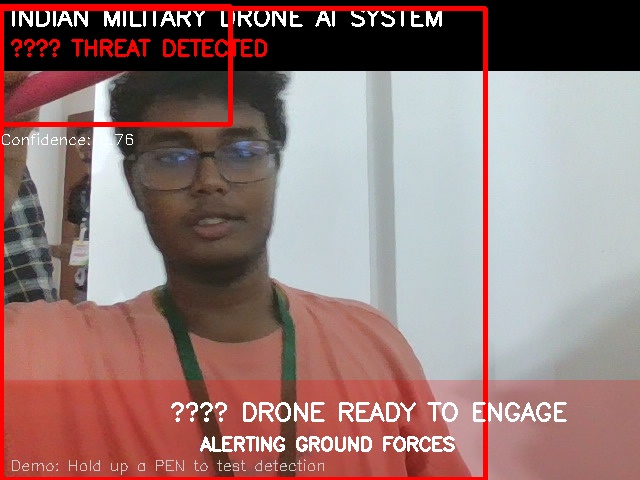 INDIAN MILITARY DRONE AI SYSTEM
???? THREAT DETECTED
Confidence: 76
???? DRONE READY TO ENGAGE
ALERTING GROUND FORCES
Demo: Hold up a PEN to test detection